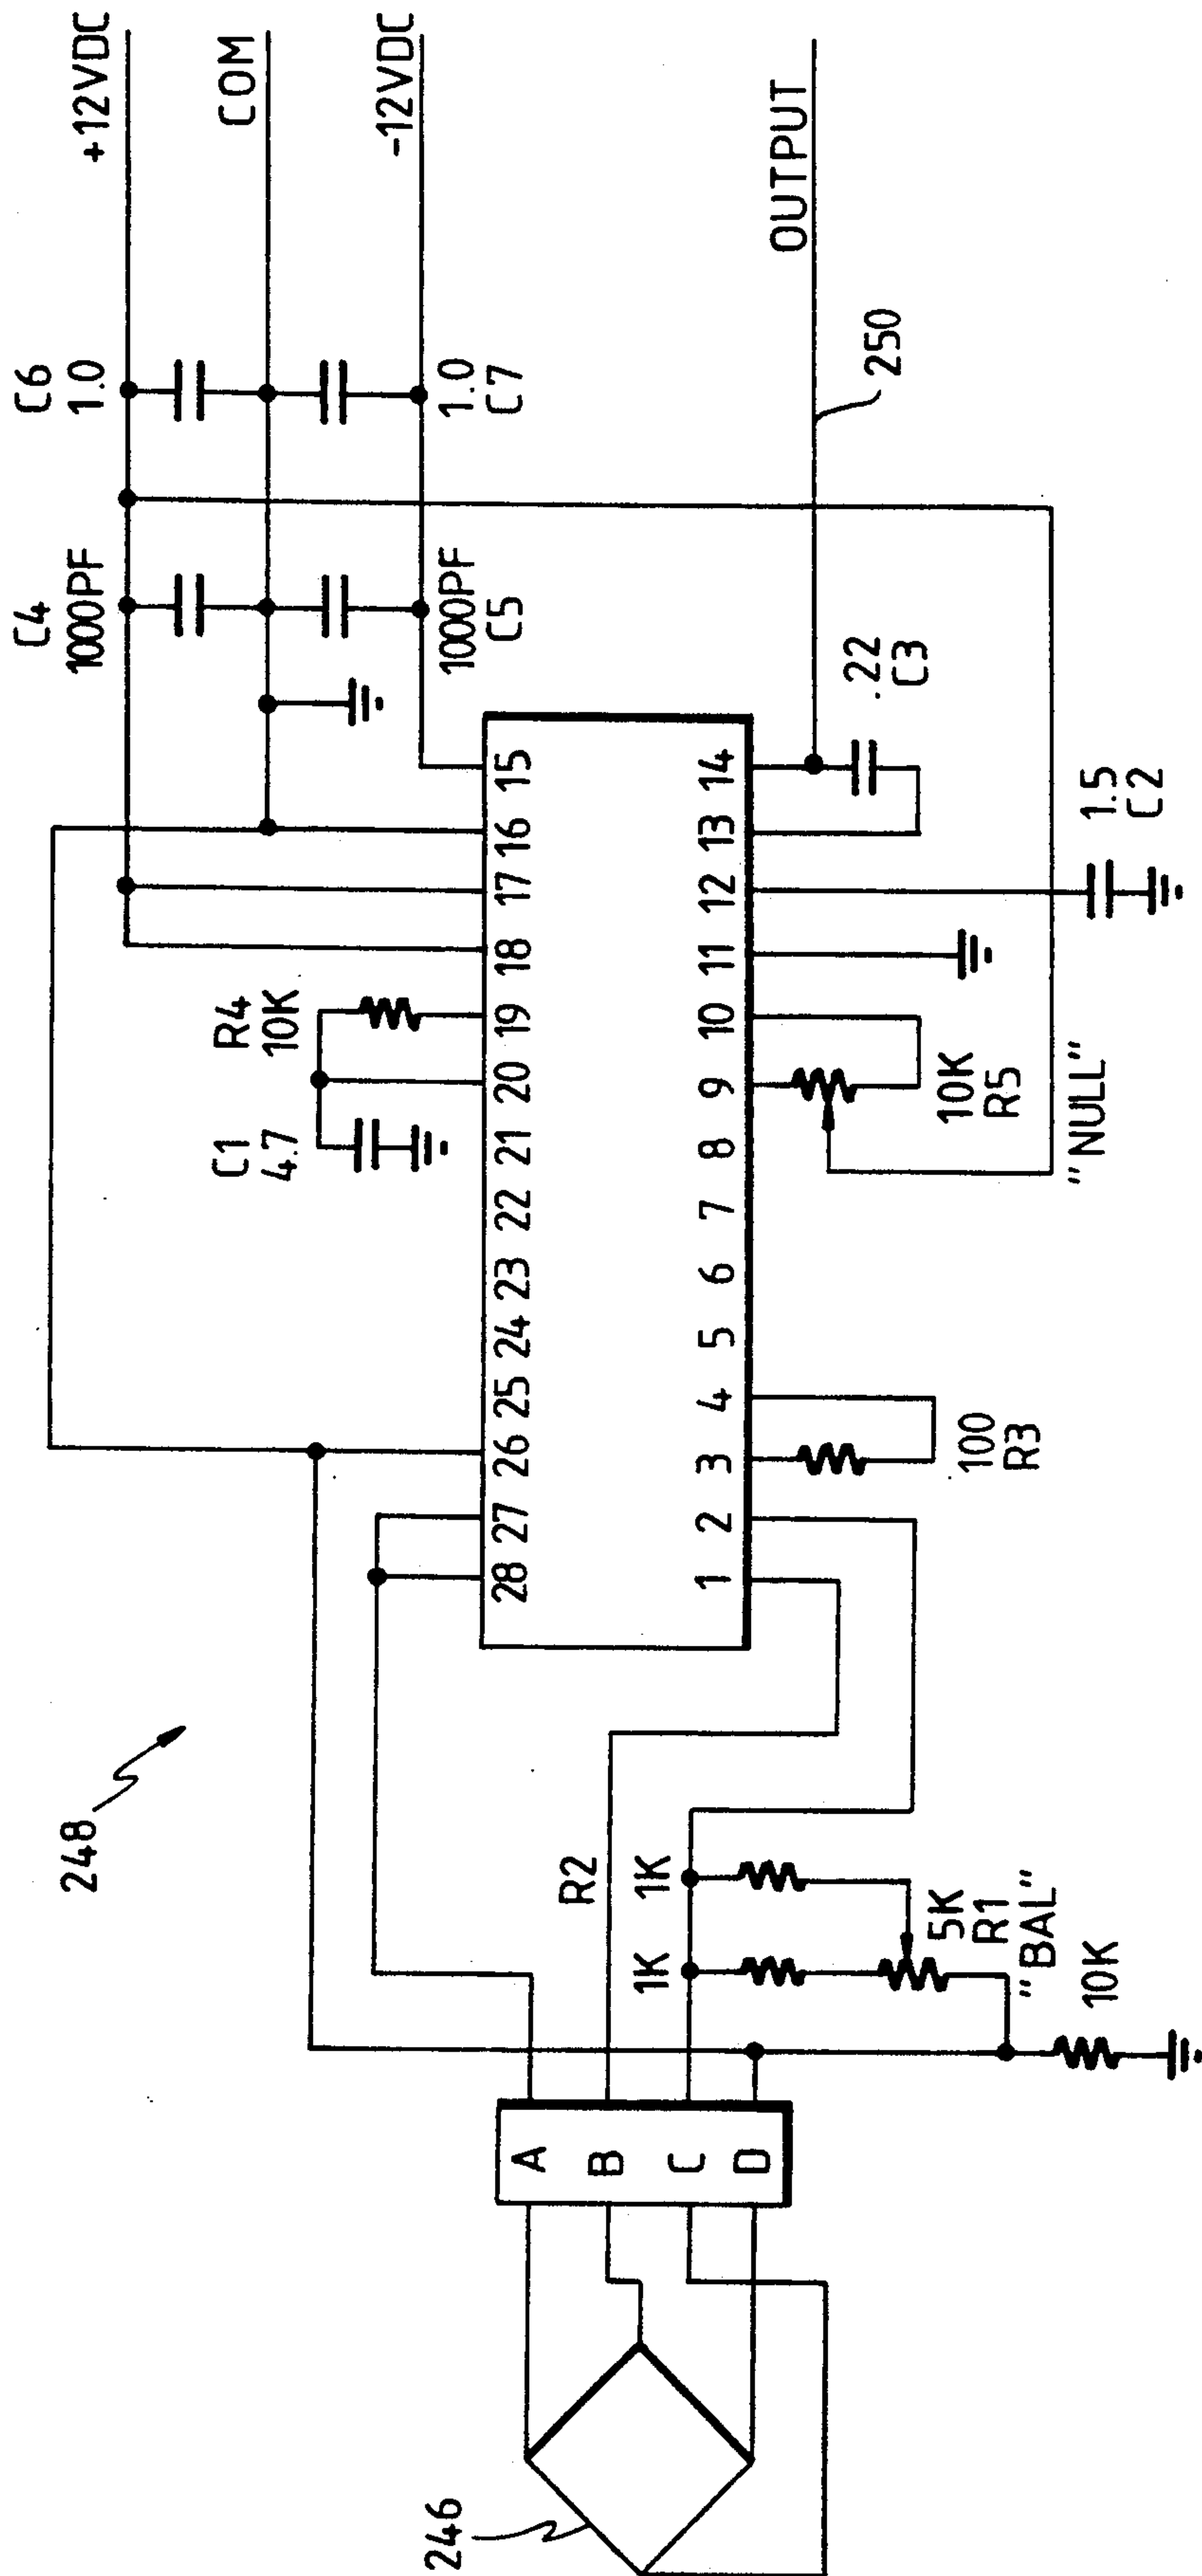 248
246
A
B
C
D
R2
1K
1K
5K
R1
"BAL"
10K
28 27 26 25 24 23 22 21 20 19 18 17 16 15
1 2 3 4 5 6 7 8 9 10 11 12 13 14
100
R3
C1
4.7
R4
10K
10K
R5
"NULL"
1.5
C2
.22
C3
C4
1000PF
1000PF
C5
C6
1.0
1.0
C7
+12VDC
COM
-12VDC
OUTPUT
250